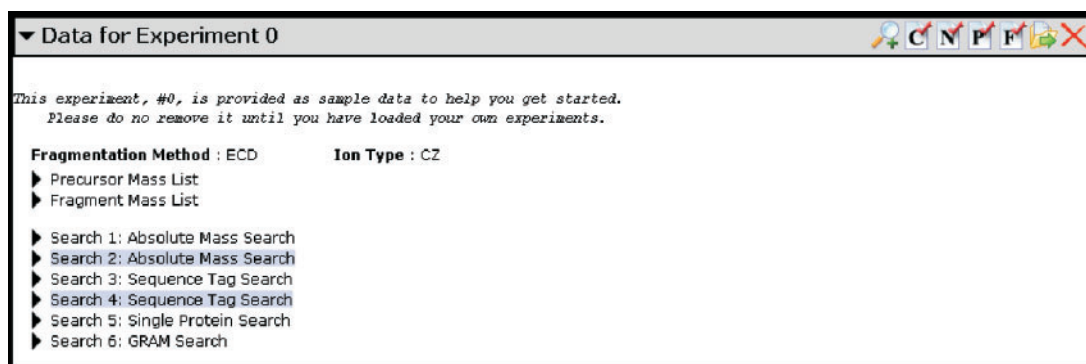 Data for Experiment 0
C N P F
This experiment, #0, is provided as sample data to help you get started.
Please do no remove it until you have loaded your own experiments.
Fragmentation Method : ECD Ion Type : CZ
Precursor Mass List
Fragment Mass List
Search 1: Absolute Mass Search
Search 2: Absolute Mass Search
Search 3: Sequence Tag Search
Search 4: Sequence Tag Search
Search 5: Single Protein Search
Search 6: GRAM Search